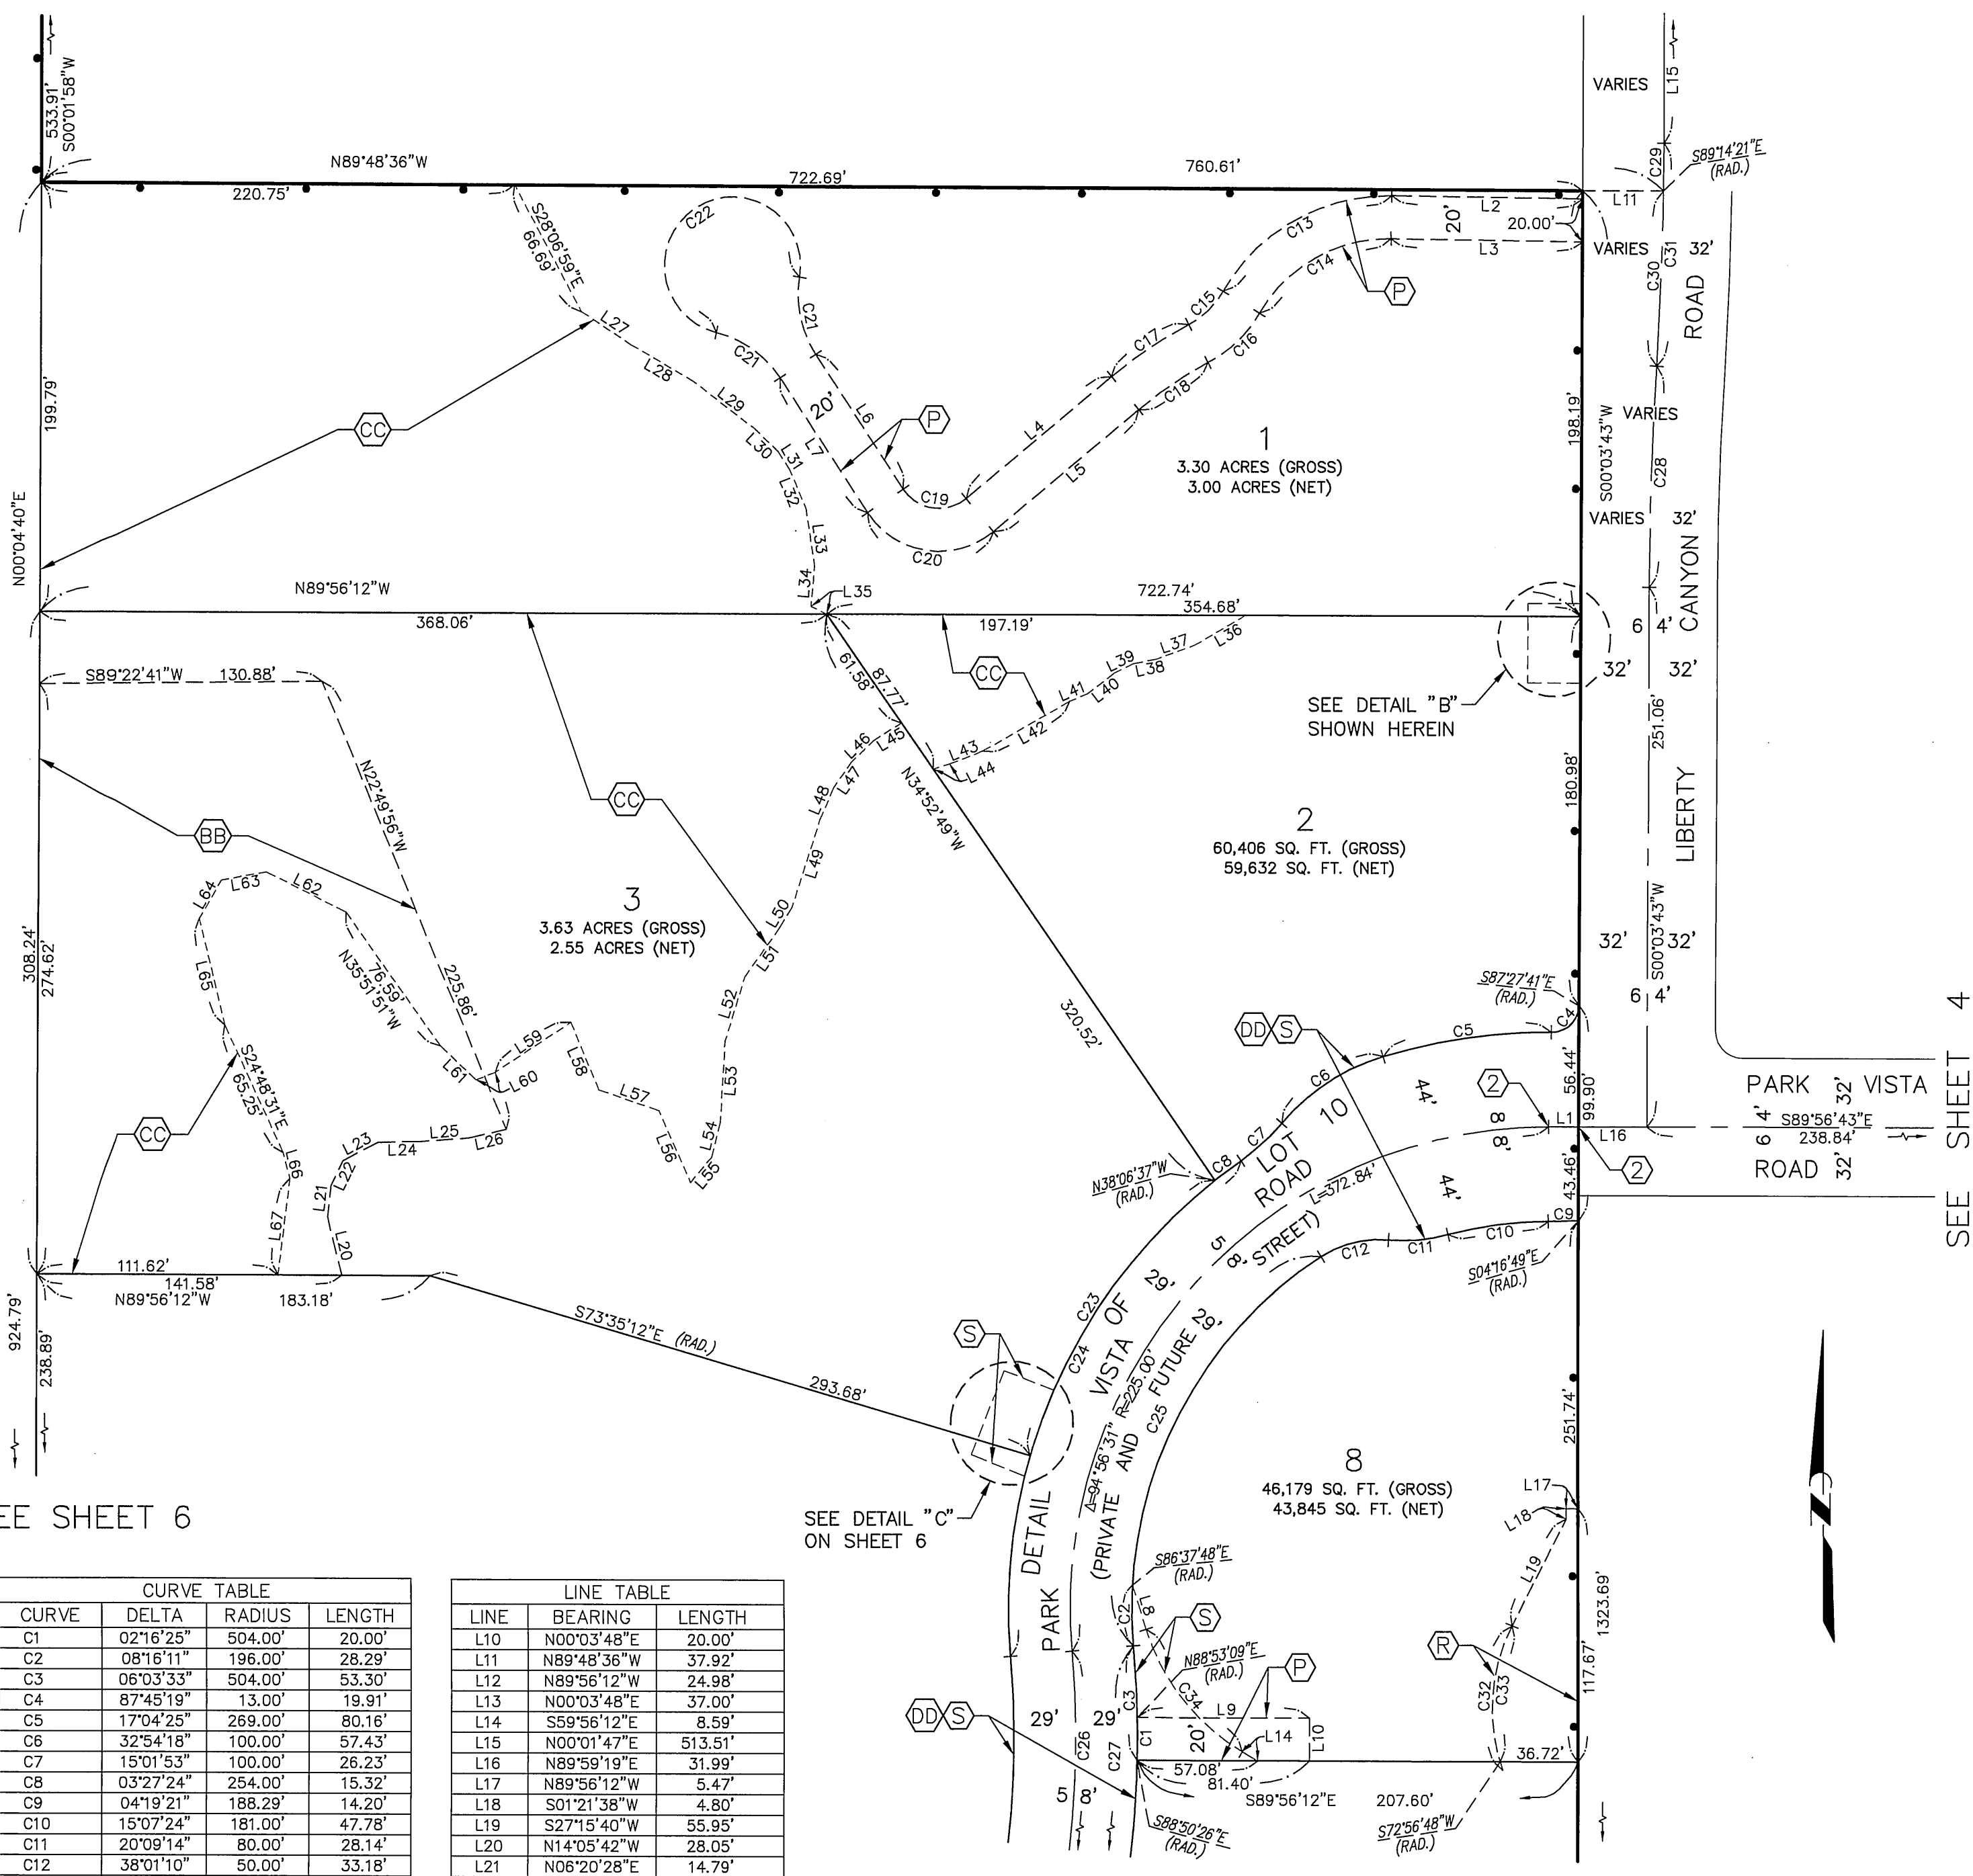 533.91'
S00°01'58"W
N89°48'36"W
220.75'
722.69'
760.61'
VARIES
L15
C29
S89°14'21"E
(RAD.)
L11
L2
20'
20.00'
L3
VARIES 32'
C31
C30
ROAD
C13
C14
P
C15
C16
C17
C18
C22
S28°06'59"E
66.69'
C21
C21
L27
L28
L29
L30
L31
L32
L33
L34
L35
20'
L6
L7
P
C19
C20
L4
L5
CC
199.79'
N00°04'40"E
1
3.30 ACRES (GROSS)
3.00 ACRES (NET)
198.19'
S00°03'43"W
VARIES
C28
VARIES 32'
CANYON
N89°56'12"W
368.06'
722.74'
354.68'
197.19'
64'
32' 32'
S89°22'41"W 130.88'
61.58'
87.77'
CC
L36
L37
L38
L39
L40
L41
L42
L43
L44
L45
L46
L47
L48
L49
L50
L51
L52
L53
L54
L55
L56
L57
L58
L59
L60
L61
SEE DETAIL "B"
SHOWN HEREIN
251.06'
180.98'
LIBERTY
N22°49'56"W
225.86'
N34°52'49"W
320.52'
CC
BB
2
60,406 SQ. FT. (GROSS)
59,632 SQ. FT. (NET)
3
3.63 ACRES (GROSS)
2.55 ACRES (NET)
L62
L63
L64
L65
76.59'
N35°51'51"W
308.24'
274.62'
32' 32'
S00°03'43"W
64'
S87°27'41"E
(RAD.)
C4
C5
DD S
C6
C7
C8
LOT 10
ROAD
44'
88'
44'
2
L1
56.44'
99.90'
L16
43.46'
2
PARK VISTA
ROAD
32'
64'
32'
S89°56'43"E
238.84'
SEE SHEET 4
S24°48'31"E
65.25'
CC
L66
L67
L20
L21
L22
L23
L24
L25
L26
N38°06'37"W
(RAD.)
L=372.84'
STREET)
58'
C9
C10
C11
C12
S04°16'49"E
(RAD.)
111.62'
141.58'
N89°56'12"W 183.18'
924.79'
238.89'
S73°35'12"E (RAD.)
293.68'
C23
C24
29'
29'
VISTA OF
FUTURE
R=225.00'
Δ=94°56'31"
(PRIVATE AND
C25
S
PARK DETAIL
SEE DETAIL "C"
ON SHEET 6
251.74'
8
46,179 SQ. FT. (GROSS)
43,845 SQ. FT. (NET)
L17
L18
L19
1323.69'
EE SHEET 6
S86°37'48"E
(RAD.)
C2
L8
S
N88°53'09"E
(RAD.)
P
R
C3
C34
L9
L10
L14
C32
C33
117.67'
DD S
29' 29'
C1
20'
C26
C27
58'
57.08'
81.40'
S89°56'12"E 207.60'
36.72'
S88°50'26"E
(RAD.)
S72°56'48"W
(RAD.)
N
CURVE TABLE
CURVE DELTA RADIUS LENGTH
C1 02°16'25" 504.00' 20.00'
C2 08°16'11" 196.00' 28.29'
C3 06°03'33" 504.00' 53.30'
C4 87°45'19" 13.00' 19.91'
C5 17°04'25" 269.00' 80.16'
C6 32°54'18" 100.00' 57.43'
C7 15°01'53" 100.00' 26.23'
C8 03°27'24" 254.00' 15.32'
C9 04°19'21" 188.29' 14.20'
C10 15°07'24" 181.00' 47.78'
C11 20°09'14" 80.00' 28.14'
C12 38°01'10" 50.00' 33.18'
LINE TABLE
LINE BEARING LENGTH
L10 N00°03'48"E 20.00'
L11 N89°48'36"W 37.92'
L12 N89°56'12"W 24.98'
L13 N00°03'48"E 37.00'
L14 S59°56'12"E 8.59'
L15 N00°01'47"E 513.51'
L16 N89°59'19"E 31.99'
L17 N89°56'12"W 5.47'
L18 S01°21'38"W 4.80'
L19 S27°15'40"W 55.95'
L20 N14°05'42"W 28.05'
L21 N06°20'28"E 14.79'